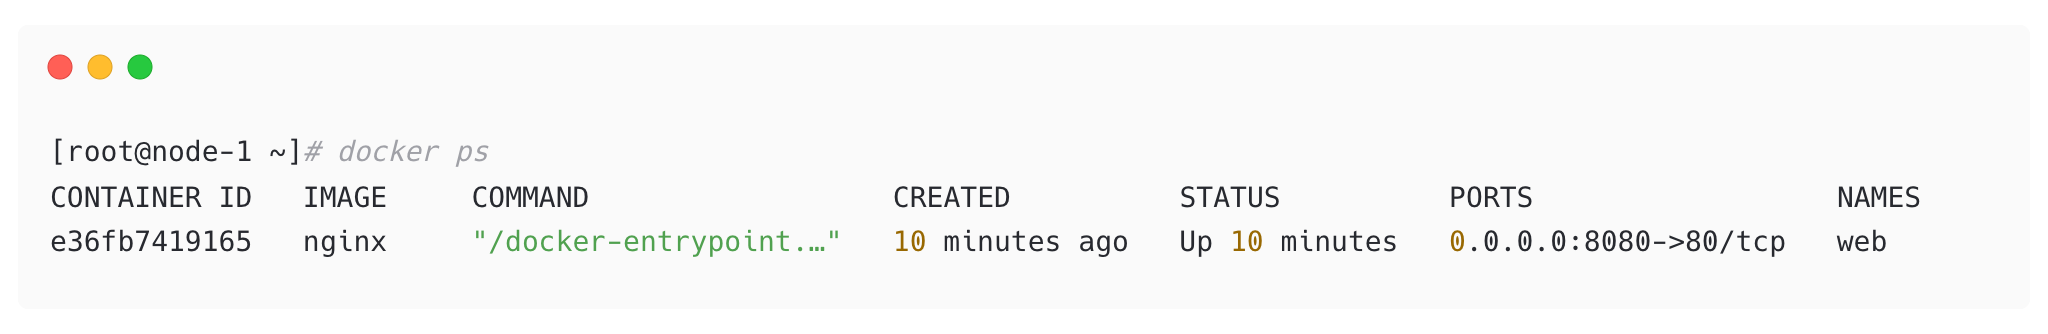 [root@node-1 ~]# docker ps
CONTAINER ID   IMAGE     COMMAND                  CREATED          STATUS          PORTS                  NAMES
e36fb7419165   nginx     "/docker-entrypoint.…"   10 minutes ago   Up 10 minutes   0.0.0.0:8080->80/tcp   web